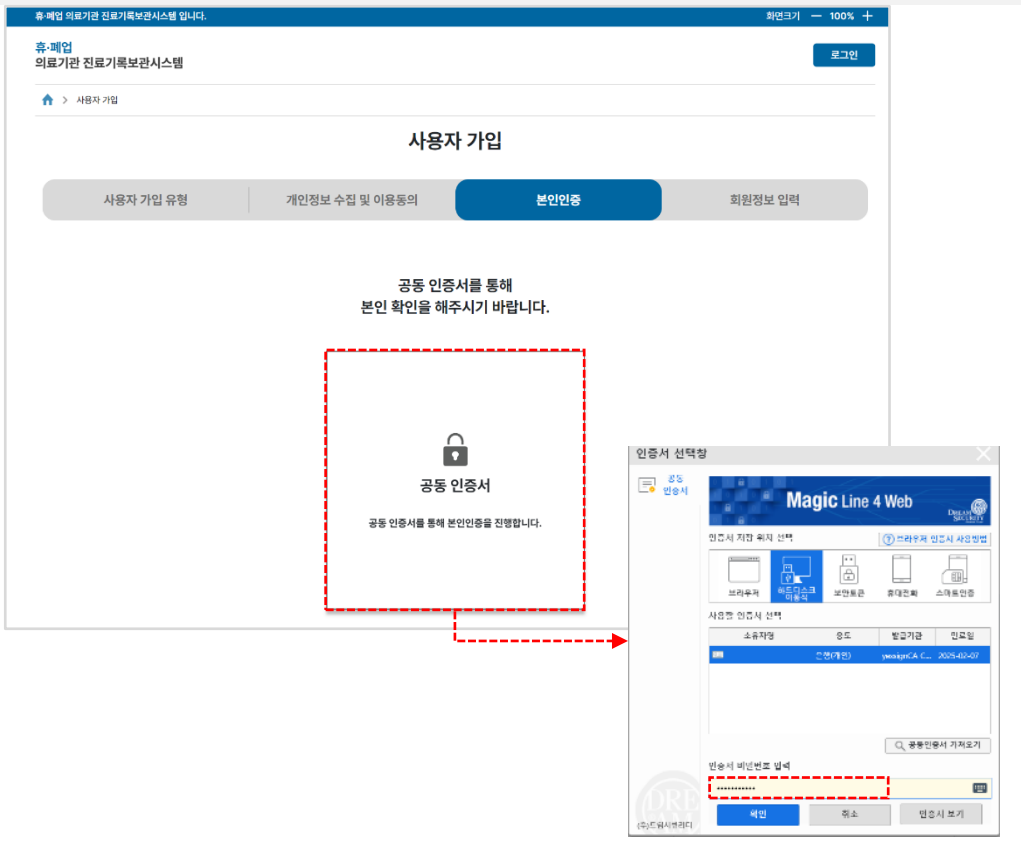 휴·폐업 의료기관 진료기록보관시스템 입니다.
화면크기 — 100% +
휴·폐업
의료기관 진료기록보관시스템
로그인
> 사용자 가입
사용자 가입
사용자 가입 유형
개인정보 수집 및 이용동의
본인인증
회원정보 입력
공동 인증서를 통해
본인 확인을 해주시기 바랍니다.
공동 인증서
공동 인증서를 통해 본인인증을 진행합니다.
인증서 선택창
공동
인증서
Magic Line 4 Web
DREAM
SECURITY
인증서 저장 위치 선택
? 브라우저 인증서 사용방법
브라우저
하드디스크
이동식
보안토큰
휴대전화
스마트인증
사용할 인증서 선택
소유자명 용도 발급기관 만료일
은행(개인) yessignCA-C... 2025-02-07
공동인증서 가져오기
인증서 비밀번호 입력
확인
취소
인증서 보기
(주)드림시큐리티